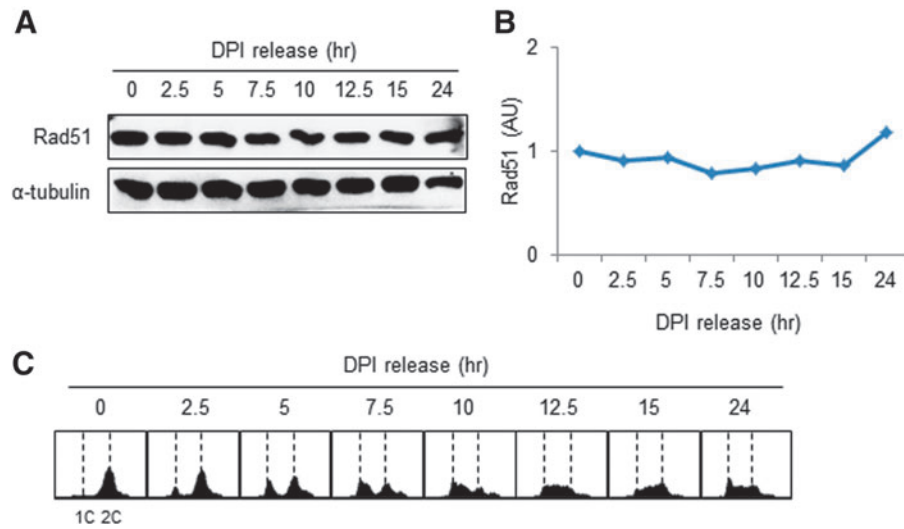 A
DPI release (hr)
0 2.5 5 7.5 10 12.5 15 24
Rad51
α-tubulin
B
2
1
0
Rad51 (AU)
0 2.5 5 7.5 10 12.5 15 24
DPI release (hr)
C
DPI release (hr)
0 2.5 5 7.5 10 12.5 15 24
1C 2C